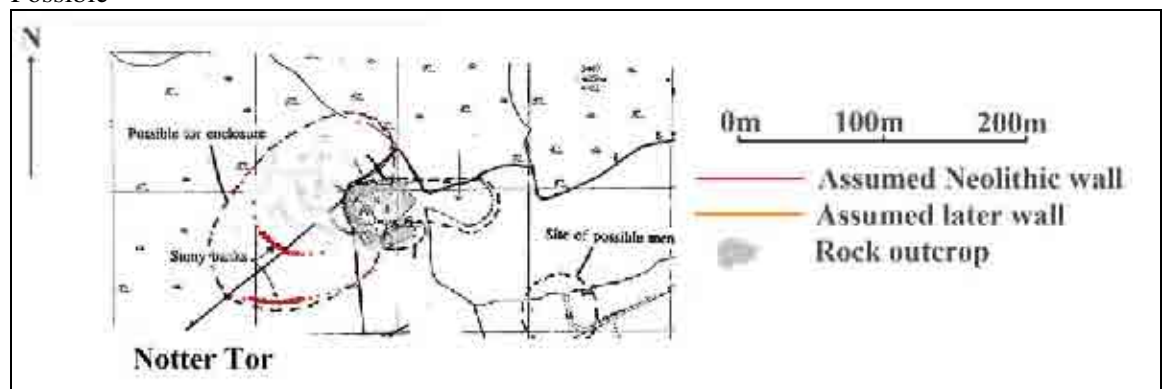 Possible
N
Possible tor enclosure
Stony banks
Site of possible men
Notter Tor
0m 100m 200m
Assumed Neolithic wall
Assumed later wall
Rock outcrop